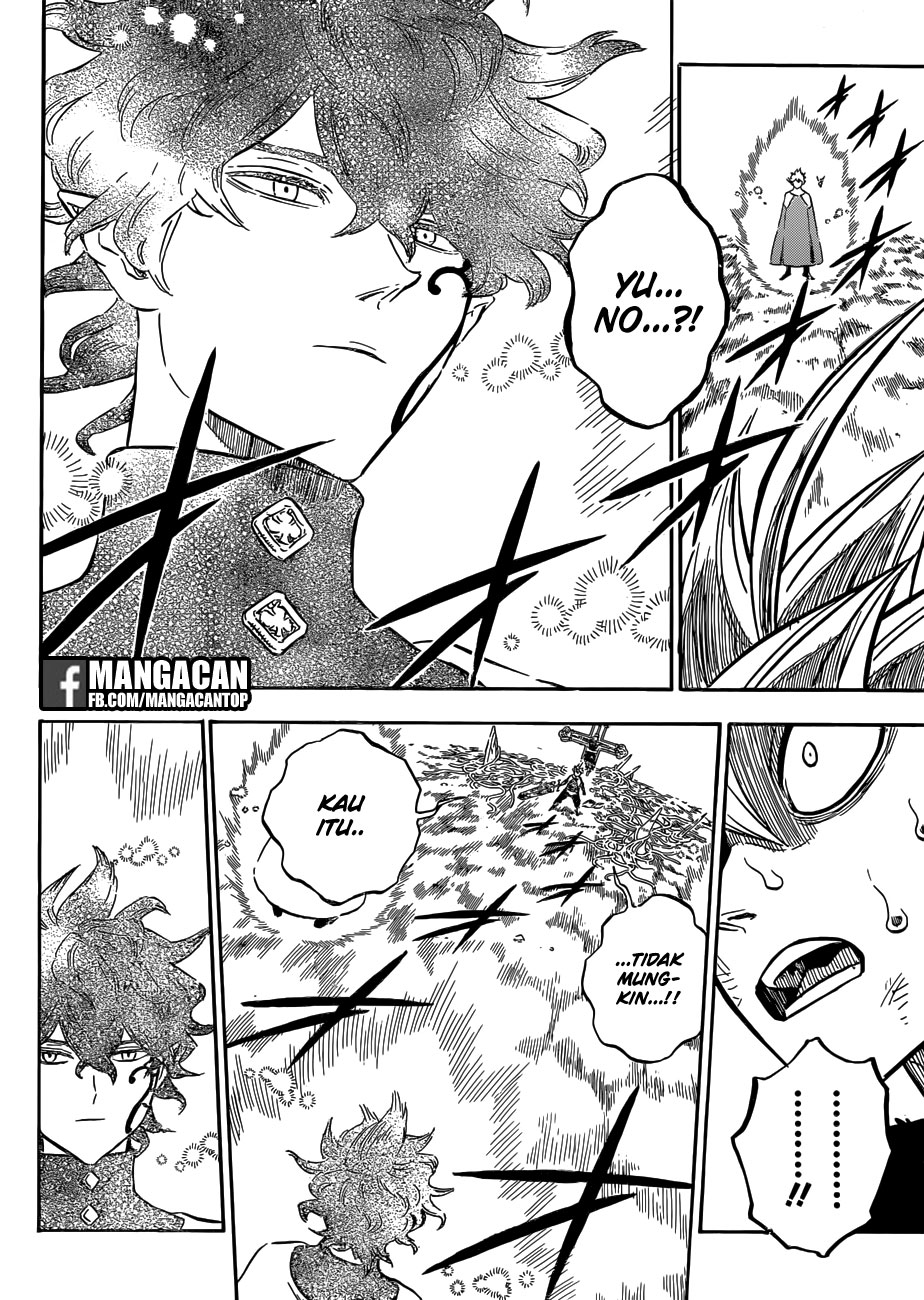 YU...
NO...?!
MANGACAN
FB.COM/MANGACANTOP
KAU
ITU..
...TIDAK
MUNG-
KIN...!!
..........
........!!